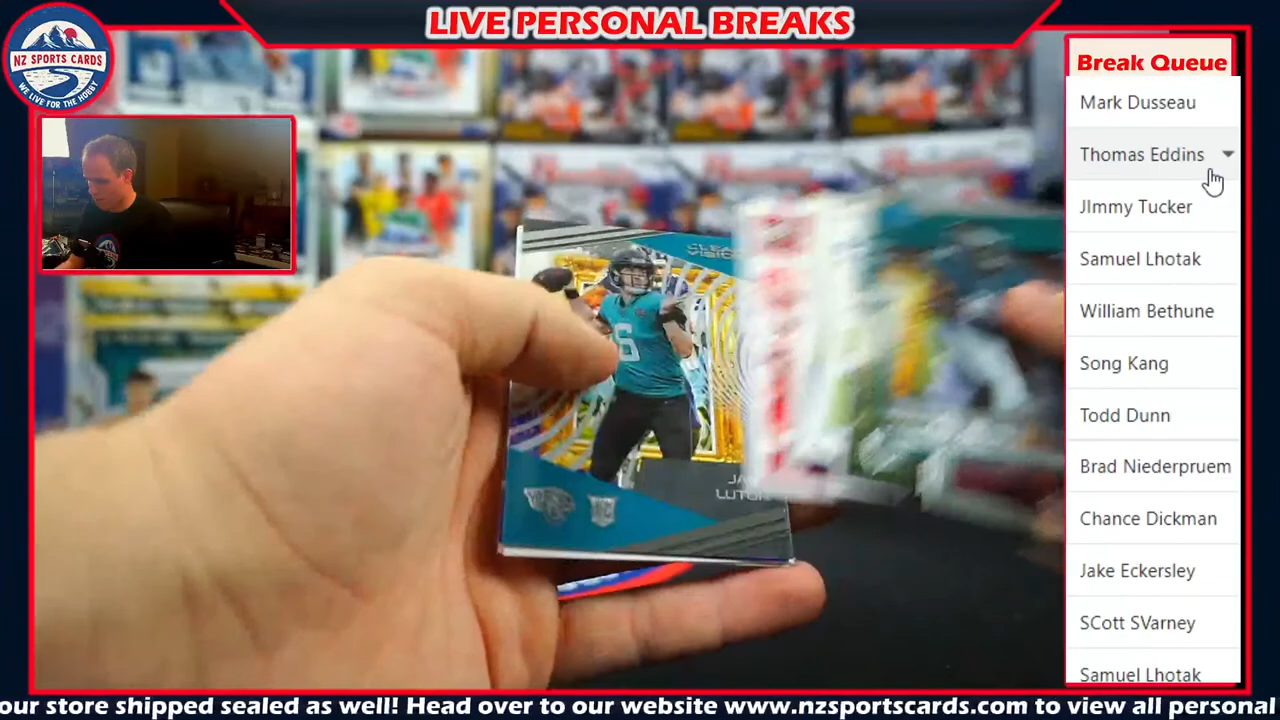 LIVE PERSONAL BREAKS
NZ SPORTS CARDS
WE LIVE FOR THE HOBBY
Break Queue
Mark Dusseau
Thomas Eddins
JImmy Tucker
Samuel Lhotak
William Bethune
Song Kang
Todd Dunn
Brad Niederpruem
Chance Dickman
Jake Eckersley
SCott SVarney
Samuel Lhotak
6
LUTON
our store shipped sealed as well! Head over to our website www.nzsportscards.com to view all personal